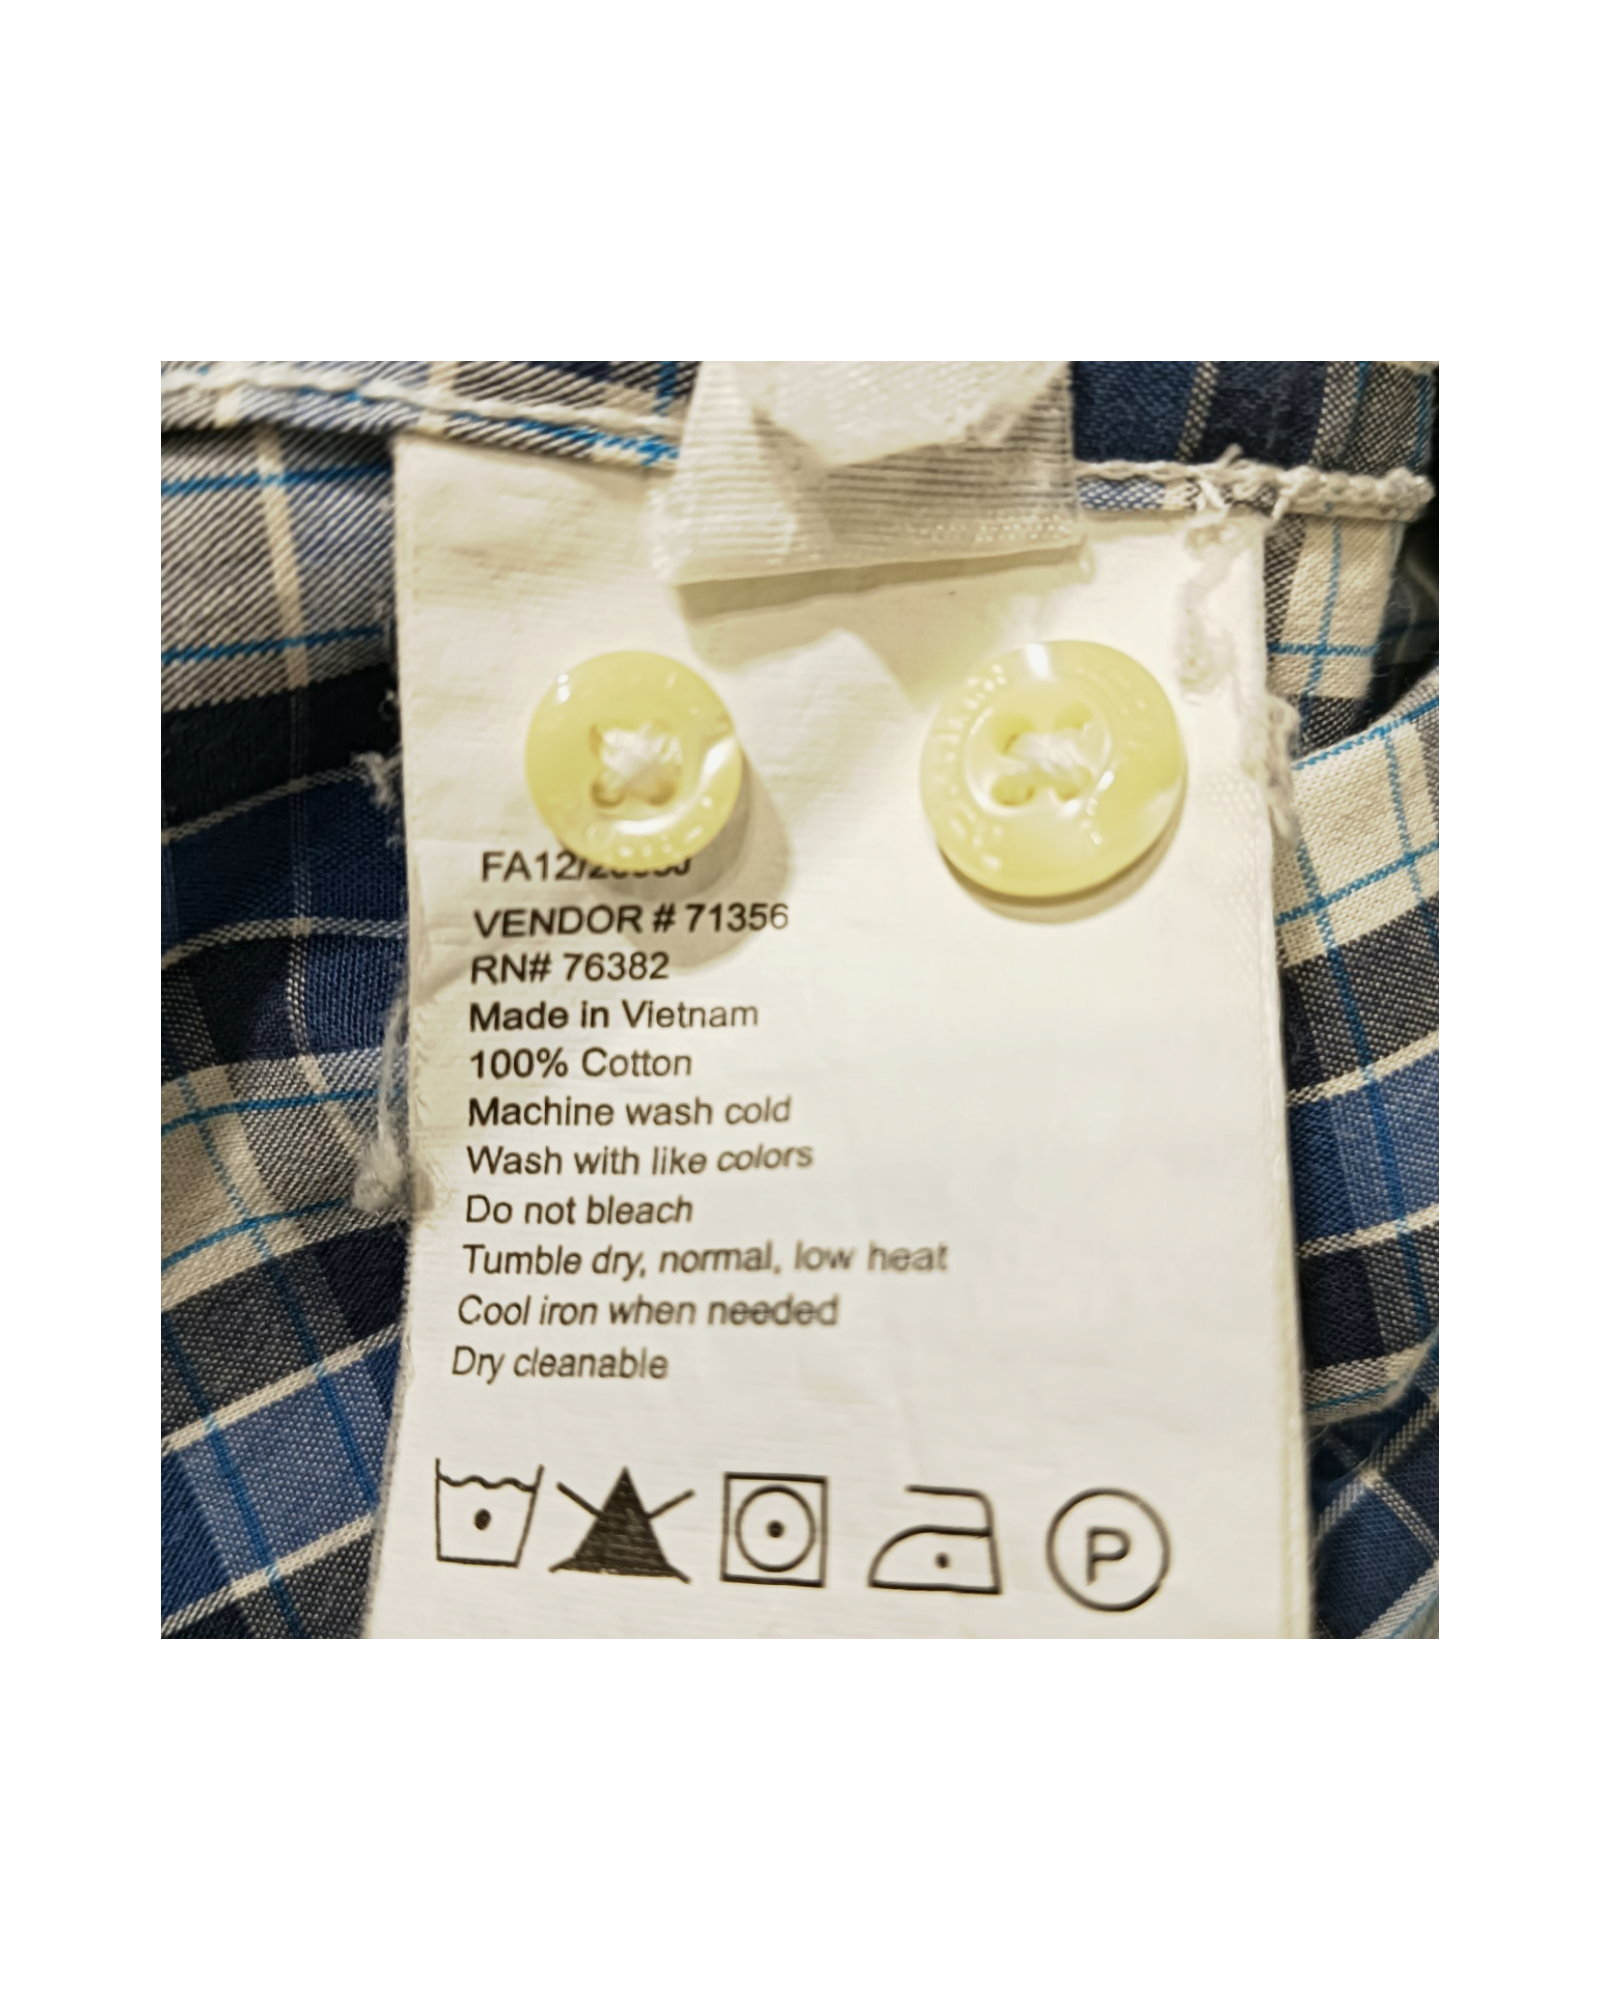 VENDOR # 71356
RN# 76382
Made in Vietnam
100% Cotton
Machine wash cold
Wash with like colors
Do not bleach
Tumble dry, normal, low heat
Cool iron when needed
Dry cleanable
P